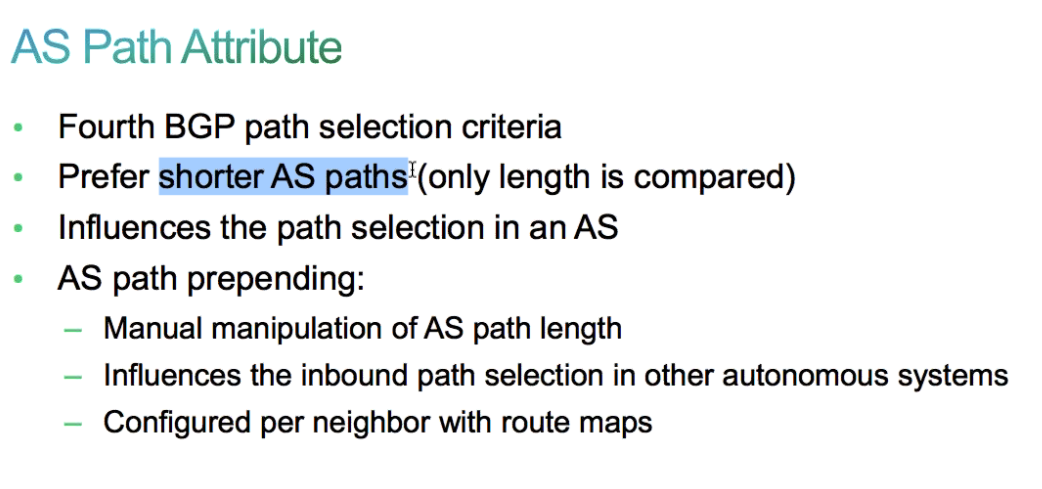 AS Path Attribute
• Fourth BGP path selection criteria
• Prefer shorter AS paths (only length is compared)
• Influences the path selection in an AS
• AS path prepending:
– Manual manipulation of AS path length
– Influences the inbound path selection in other autonomous systems
– Configured per neighbor with route maps